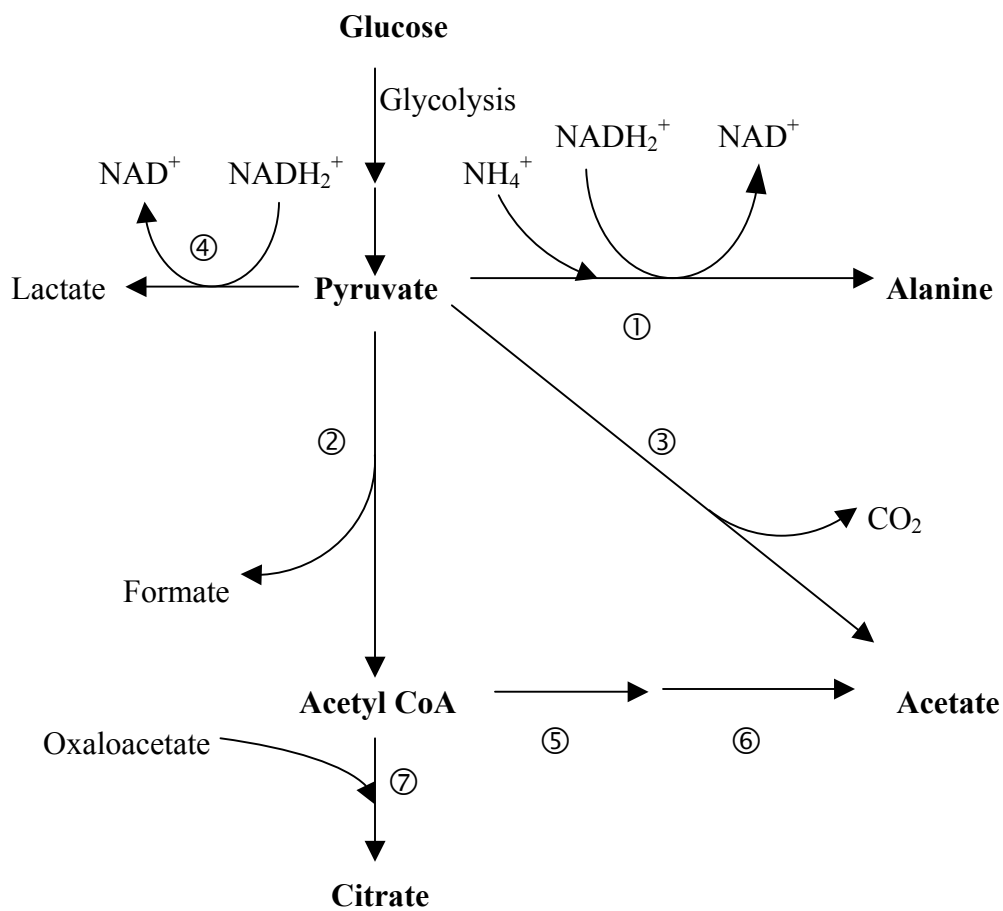 Glucose
Glycolysis
NADH₂⁺ NAD⁺
NAD⁺ NADH₂⁺ NH₄⁺
④
Lactate Pyruvate Alanine
①
② ③
CO₂
Formate
Acetyl CoA Acetate
Oxaloacetate ⑤ ⑥
⑦
Citrate